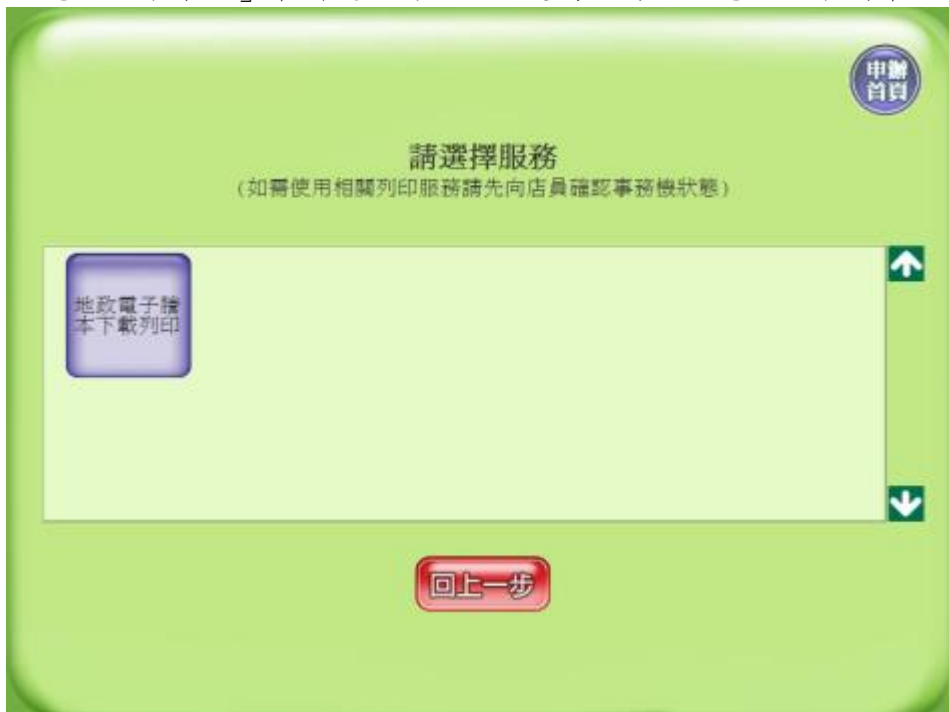 申辦
首頁
請選擇服務
(如需使用相關列印服務請先向店員確認事務機狀態)
地政電子謄
本下載列印
回上一步